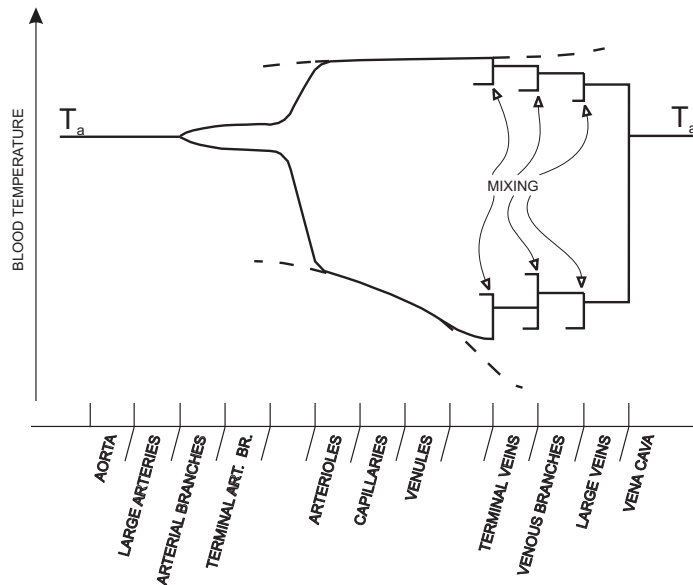 BLOOD TEMPERATURE
Ta
Ta
MIXING
AORTA
LARGE ARTERIES
ARTERIAL BRANCHES
TERMINAL ART. BR.
ARTERIOLES
CAPILLARIES
VENULES
TERMINAL VEINS
VENOUS BRANCHES
LARGE VEINS
VENA CAVA